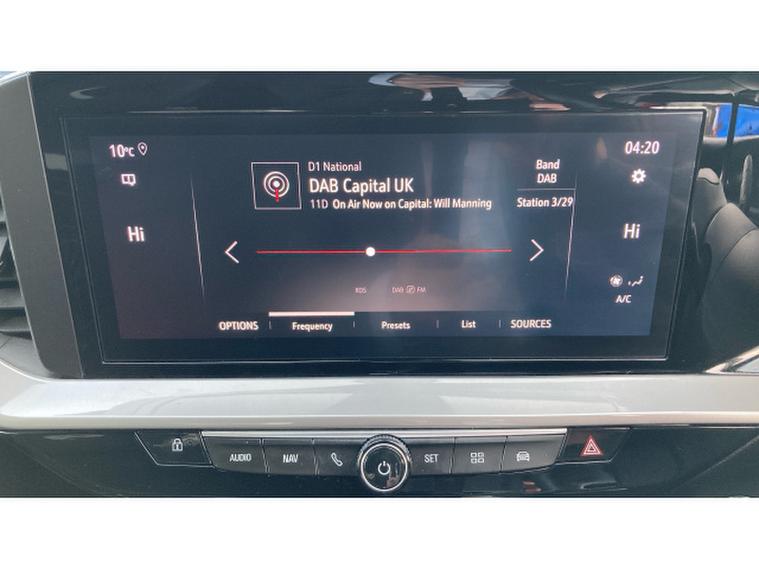 10°C
04:20
D1 National
DAB Capital UK
11D On Air Now on Capital: Will Manning
Band
DAB
Station 3/29
Hi
Hi
A/C
RDS
DAB
FM
OPTIONS
Frequency
Presets
List
SOURCES
AUDIO
NAV
SET